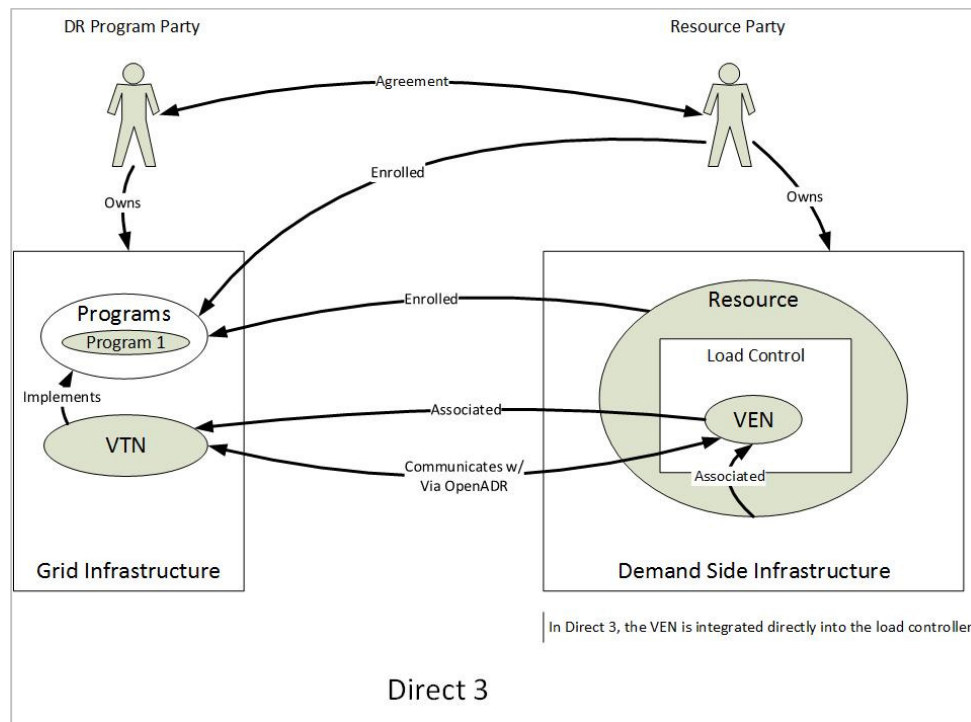 DR Program Party
Resource Party
Agreement
Enrolled
Owns
Owns
Programs
Program 1
Enrolled
Resource
Load Control
Implements
VTN
Associated
VEN
Communicates w/
Via OpenADR
Associated
Grid Infrastructure
Demand Side Infrastructure
In Direct 3, the VEN is integrated directly into the load controller
Direct 3